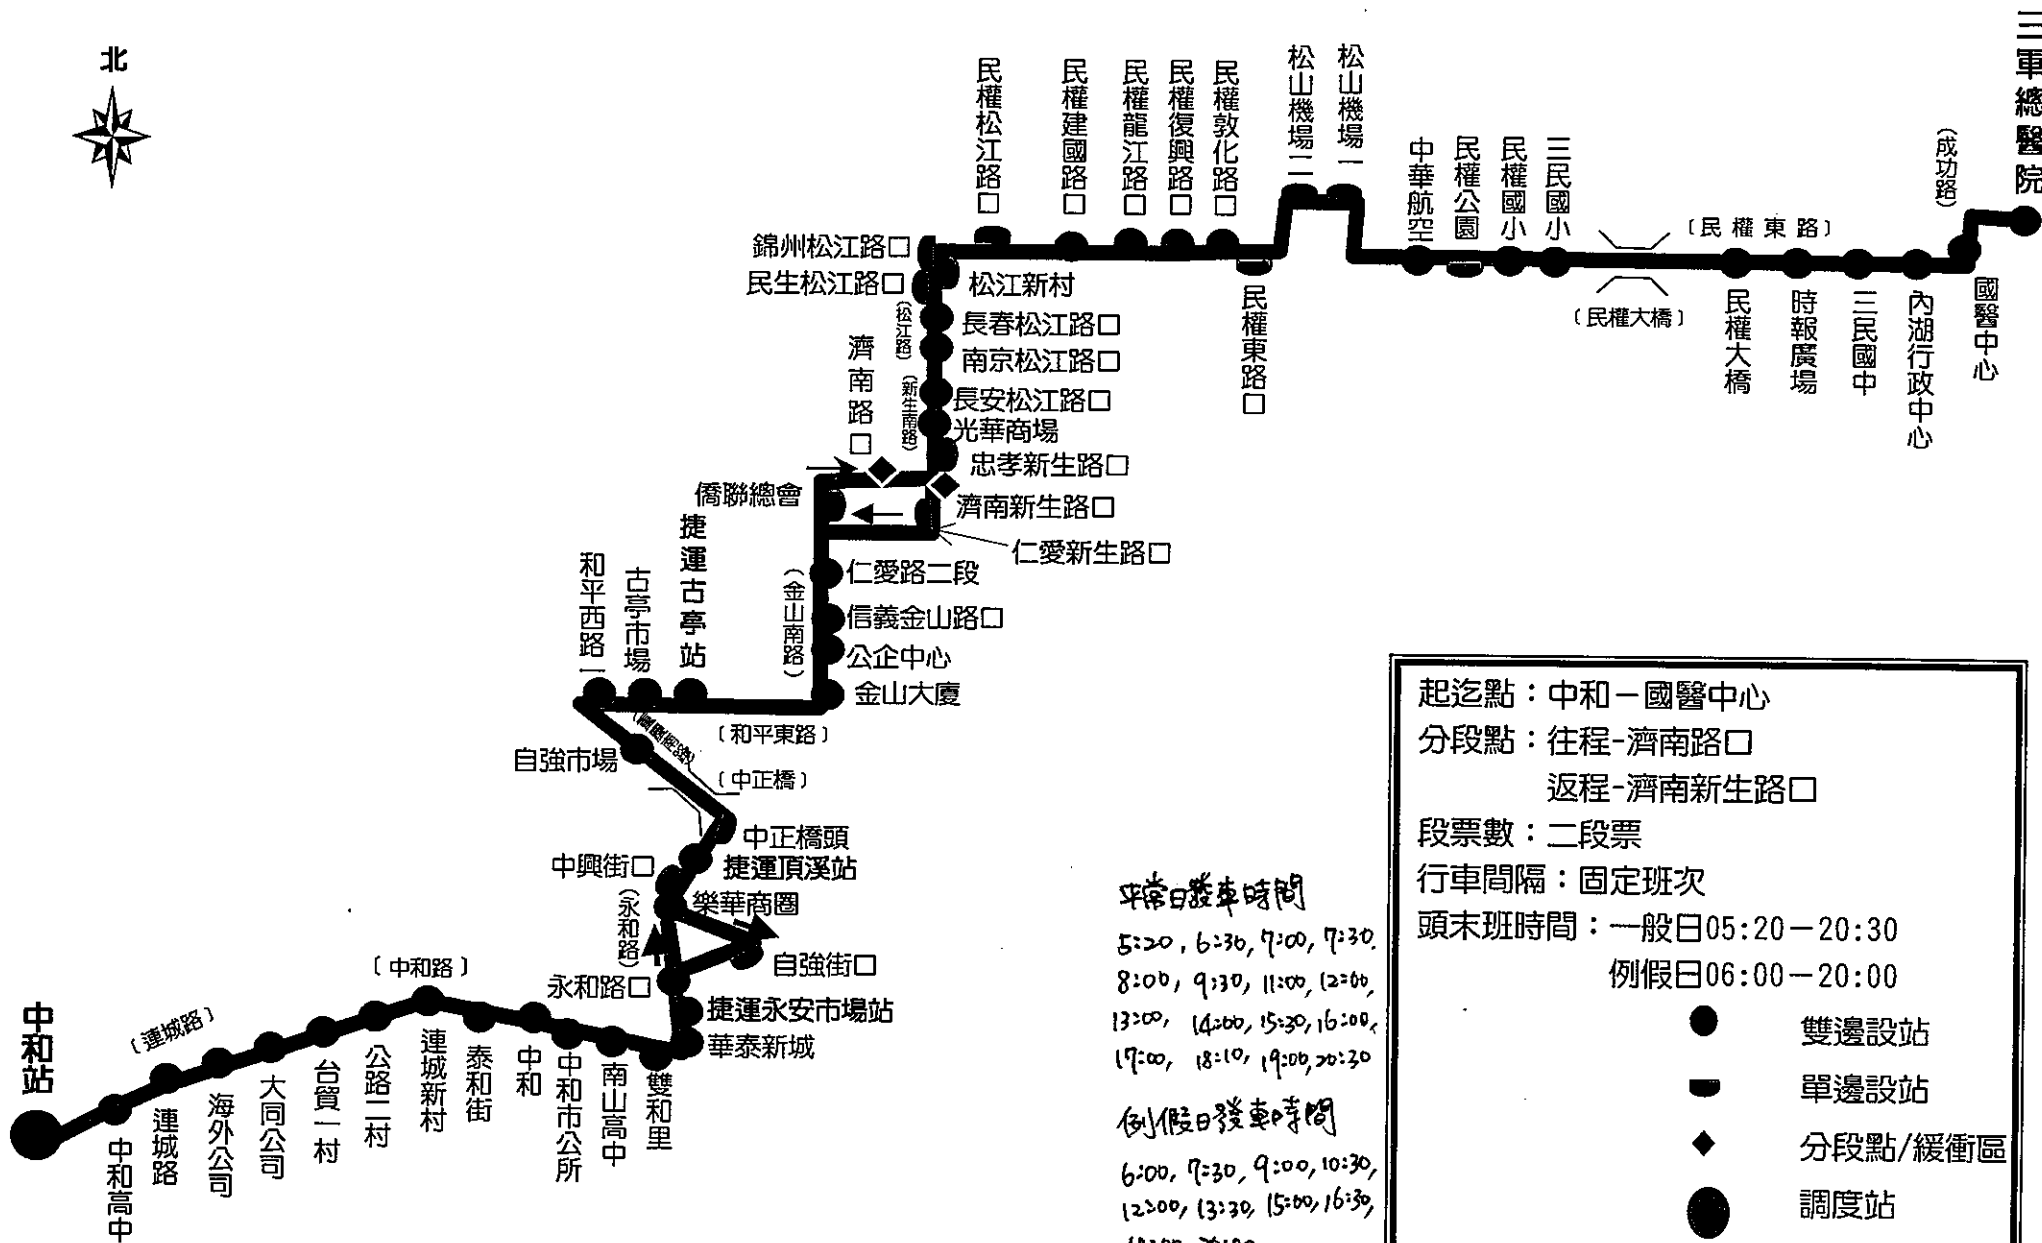 北
三軍總醫院
(成功路)
民權松江路口
民權建國路口
民權龍江路口
民權復興路口
民權敦化路口
松山機場二
松山機場一
中華航空
民權公園
民權國小
三民國小
〔民權東路〕
〔民權大橋〕
民權東路口
民權大橋
時報廣場
三民國中
內湖行政中心
國醫中心
錦州松江路口
民生松江路口
松江新村
(松江路)
長春松江路口
南京松江路口
(新生南路)
長安松江路口
光華商場
忠孝新生路口
濟南路口
僑聯總會
濟南新生路口
仁愛新生路口
仁愛路二段
(金山南路)
信義金山路口
公企中心
金山大廈
捷運古亭站
古亭市場
和平西路一
〔和平東路〕
自強市場
〔中正橋〕
中正橋頭
中興街口
捷運頂溪站
樂華商圈
(永和路)
自強街口
永和路口
捷運永安市場站
華泰新城
〔中和路〕
(連城路)
中和站
中和高中
連城路
海外公司
大同公司
台貿一村
公路二村
連城新村
泰和街
中和
中和市公所
南山高中
雙和里
平常日發車時間
5:20, 6:30, 7:00, 7:30,
8:00, 9:30, 11:00, 12:00,
13:00, 14:00, 15:30, 16:00,
17:00, 18:10, 19:00, 20:30
例假日發車時間
6:00, 7:30, 9:00, 10:30,
12:00, 13:30, 15:00, 16:30,
起迄點：中和－國醫中心
分段點：往程-濟南路口
返程-濟南新生路口
段票數：二段票
行車間隔：固定班次
頭末班時間：一般日05:20－20:30
例假日06:00－20:00
雙邊設站
單邊設站
分段點/緩衝區
調度站